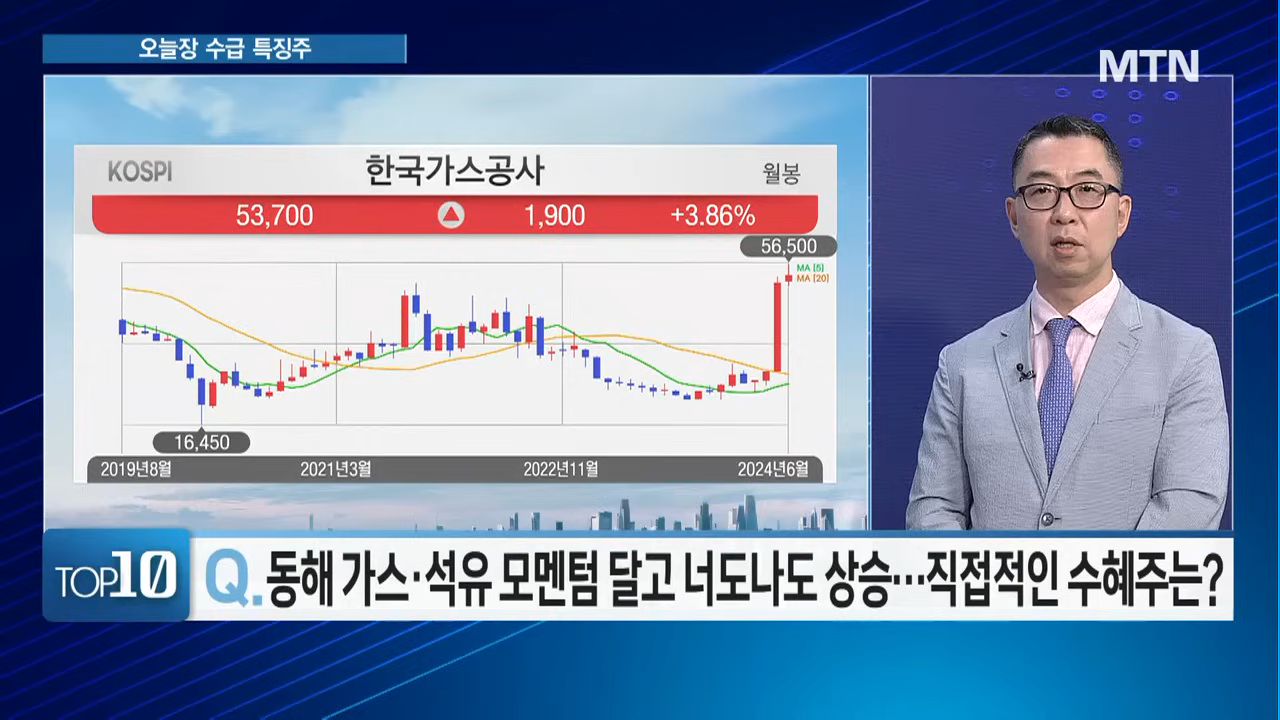 오늘장 수급 특징주
MTN
KOSPI 한국가스공사 월봉
53,700 1,900 +3.86%
56,500
MA [5]
MA [20]
16,450
2019년8월 2021년3월 2022년11월 2024년6월
TOP10 Q. 동해 가스·석유 모멘텀 달고 너도나도 상승…직접적인 수혜주는?